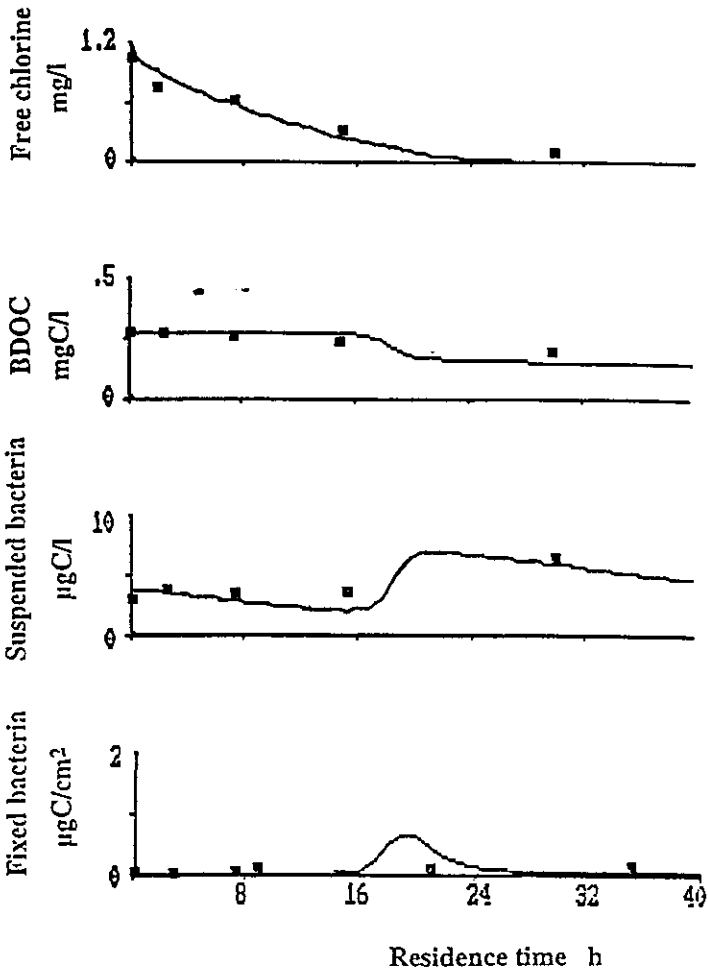 Free chlorine
mg/l
1.2
0
BDOC
mgC/l
.5
0
Suspended bacteria
µgC/l
10
0
Fixed bacteria
µgC/cm²
2
0
8 16 24 32 40
Residence time h